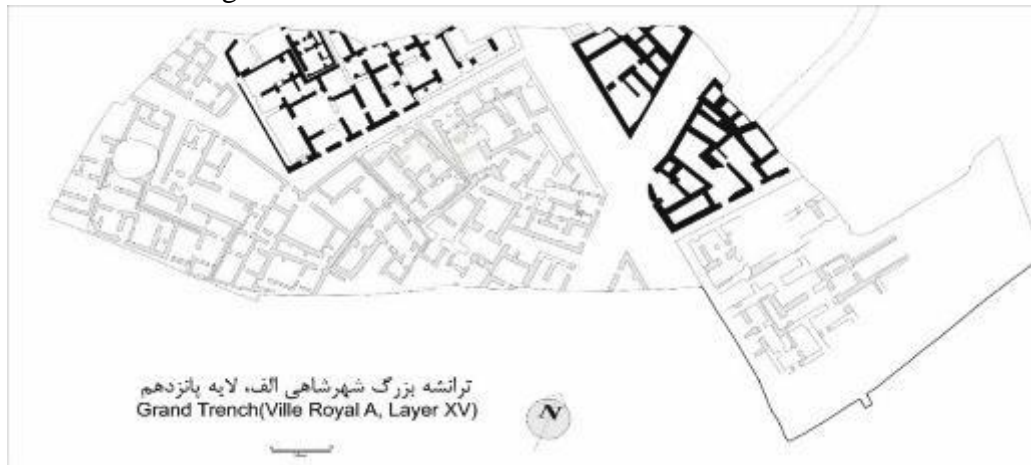 ترانشه بزرگ شهرشاهی الف، لایه پانزدهم
Grand Trench(Ville Royal A, Layer XV)
N